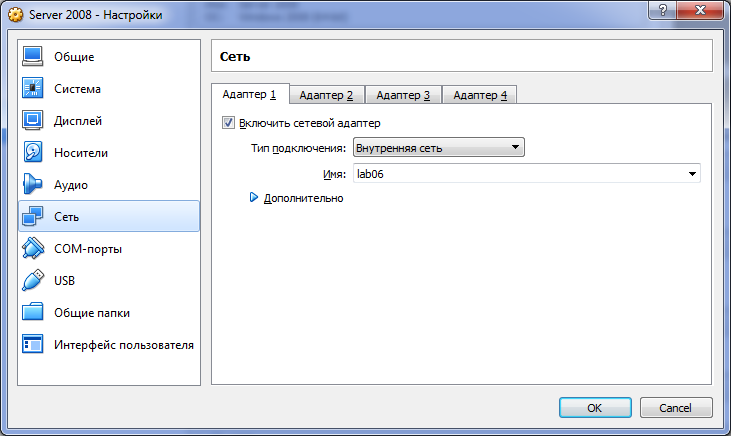 Server 2008 - Настройки
Общие
Система
Дисплей
Носители
Аудио
Сеть
COM-порты
USB
Общие папки
Интерфейс пользователя
Сеть
Адаптер 1 Адаптер 2 Адаптер 3 Адаптер 4
Включить сетевой адаптер
Тип подключения: Внутренняя сеть
Имя: lab06
Дополнительно
OK Cancel